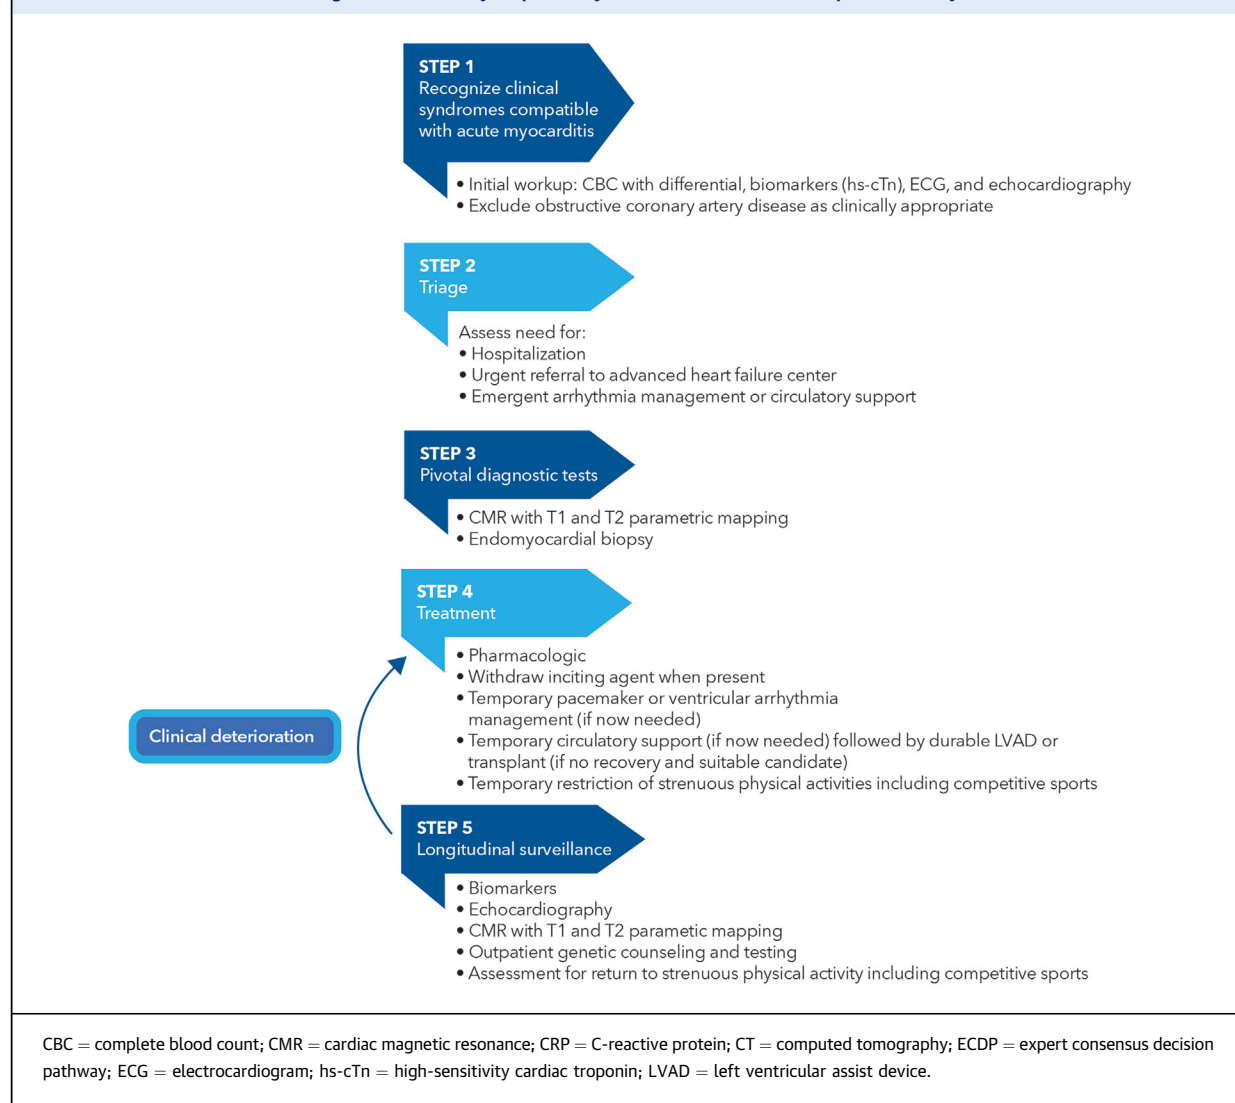 STEP 1
Recognize clinical
syndromes compatible
with acute myocarditis
• Initial workup: CBC with differential, biomarkers (hs-cTn), ECG, and echocardiography
• Exclude obstructive coronary artery disease as clinically appropriate
STEP 2
Triage
Assess need for:
• Hospitalization
• Urgent referral to advanced heart failure center
• Emergent arrhythmia management or circulatory support
STEP 3
Pivotal diagnostic tests
• CMR with T1 and T2 parametric mapping
• Endomyocardial biopsy
STEP 4
Treatment
• Pharmacologic
• Withdraw inciting agent when present
• Temporary pacemaker or ventricular arrhythmia
management (if now needed)
• Temporary circulatory support (if now needed) followed by durable LVAD or
transplant (if no recovery and suitable candidate)
• Temporary restriction of strenuous physical activities including competitive sports
Clinical deterioration
STEP 5
Longitudinal surveillance
• Biomarkers
• Echocardiography
• CMR with T1 and T2 parametic mapping
• Outpatient genetic counseling and testing
• Assessment for return to strenuous physical activity including competitive sports
CBC = complete blood count; CMR = cardiac magnetic resonance; CRP = C-reactive protein; CT = computed tomography; ECDP = expert consensus decision
pathway; ECG = electrocardiogram; hs-cTn = high-sensitivity cardiac troponin; LVAD = left ventricular assist device.